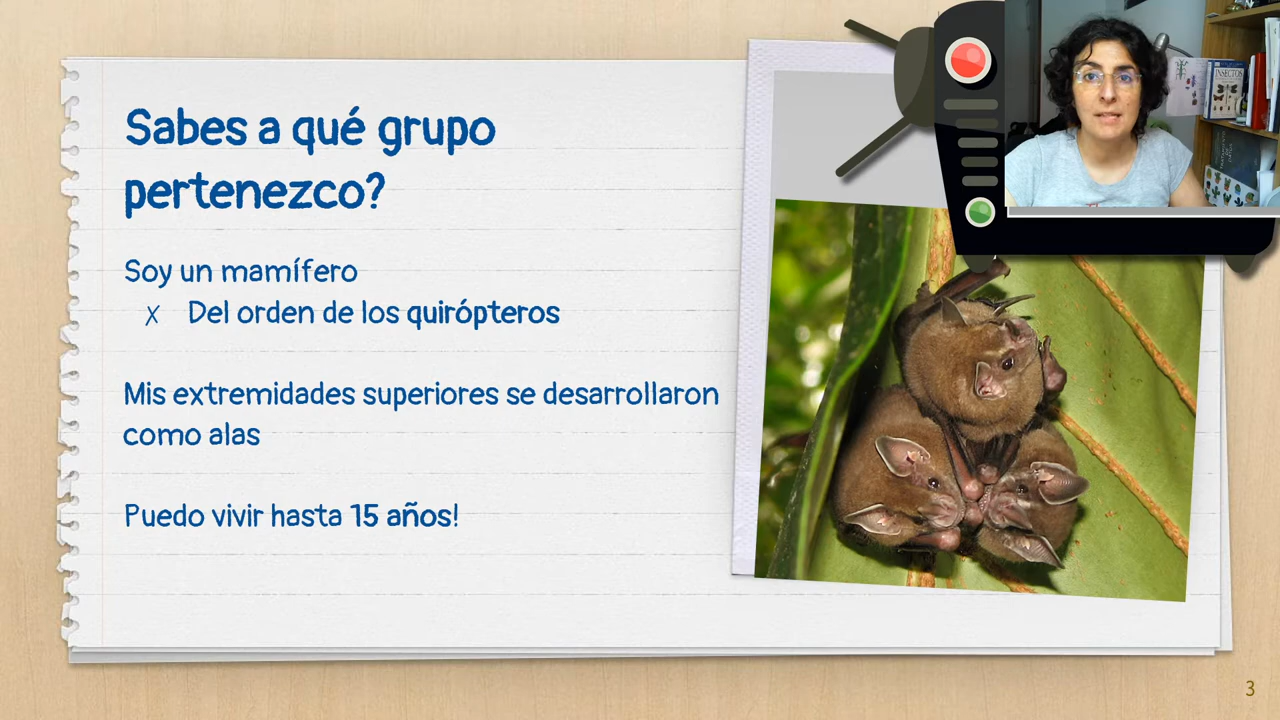 Sabes a qué grupo
pertenezco?
Soy un mamífero
x Del orden de los quirópteros
Mis extremidades superiores se desarrollaron
como alas
Puedo vivir hasta 15 años!
INSECTOS
3